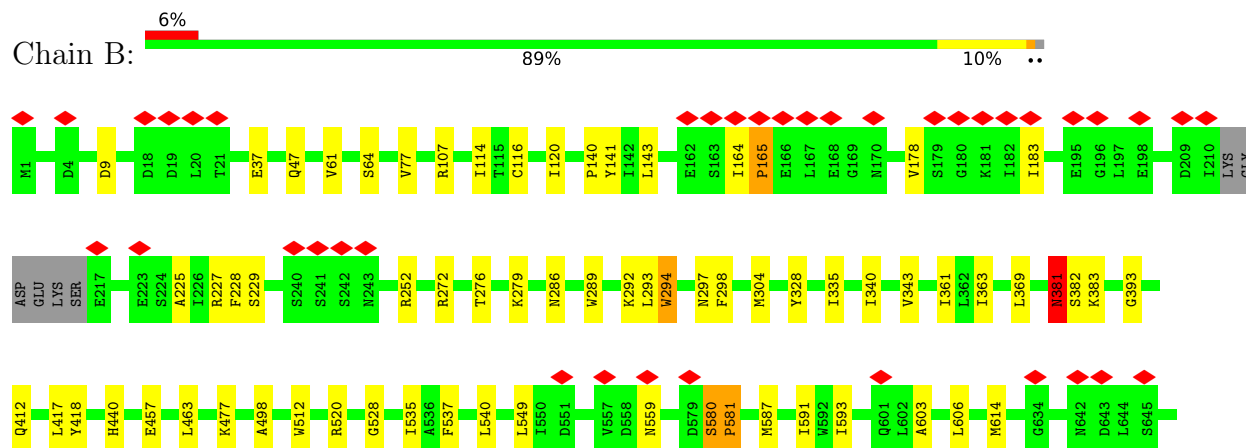 6%
Chain B:
89% 10% ••
M1 D4 D9 D18 D19 L20 T21 E37 Q47 V61 S64 V77 R107 I114 T115 C116 I120 P140 Y141 I142 L143 E162 S163 I164 P165 E166 L167 E168 G169 N170 V178 S179 G180 K181 I182 I183 E195 G196 L197 E198 D209 I210 LYS GLY
ASP GLU LYS SER E217 E223 S224 A225 I226 R227 F228 S229 S240 S241 S242 N243 R252 R272 T276 K279 N286 W289 K292 L293 W294 N297 F298 M304 Y328 I335 I340 V343 I361 L362 I363 L369 N381 S382 K383 G393
Q412 L417 Y418 H440 E457 L463 K477 A498 W512 R520 G528 I535 A536 F537 L540 L549 I550 D551 V557 D558 N559 D579 S580 P581 M587 I591 W592 I593 Q601 L602 A603 L606 M614 G634 N642 D643 L644 S645